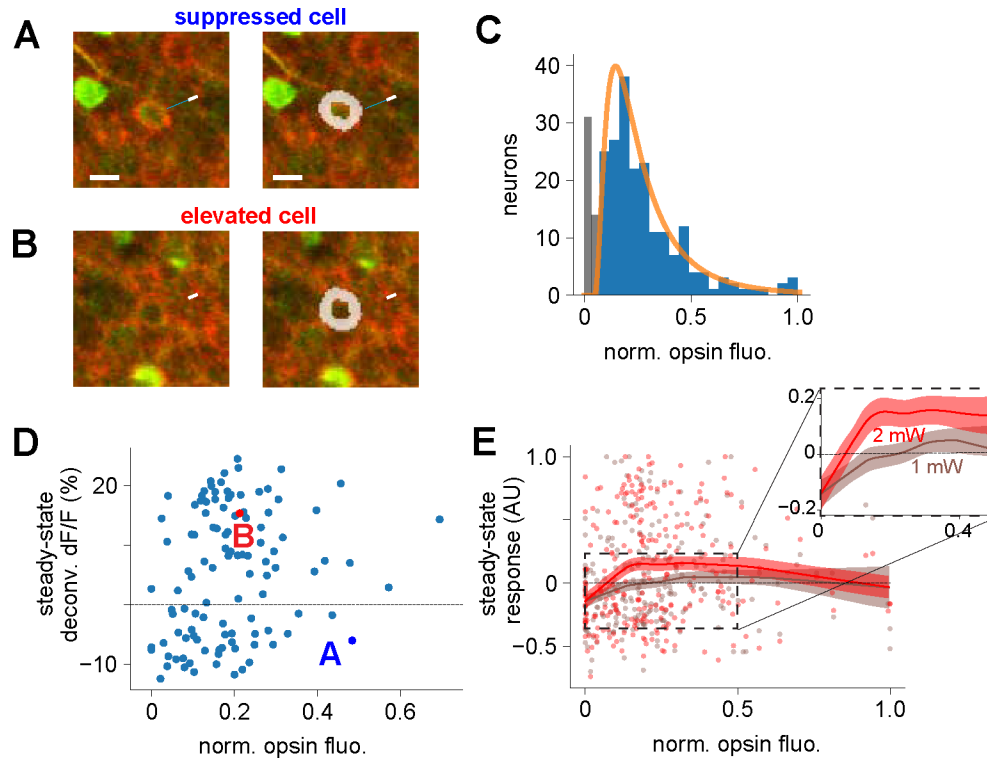 A
suppressed cell
B
elevated cell
C
neurons
40
30
20
10
0
0
0.5
1.0
norm. opsin fluo.
D
steady-state
deconv. dF/F (%)
20
−10
B
A
0
0.2
0.4
0.6
norm. opsin fluo.
E
steady-state
response (AU)
1.0
0
−0.5
0
0.5
1.0
norm. opsin fluo.
0.2
0
−0.2
2 mW
1 mW
0
0.4